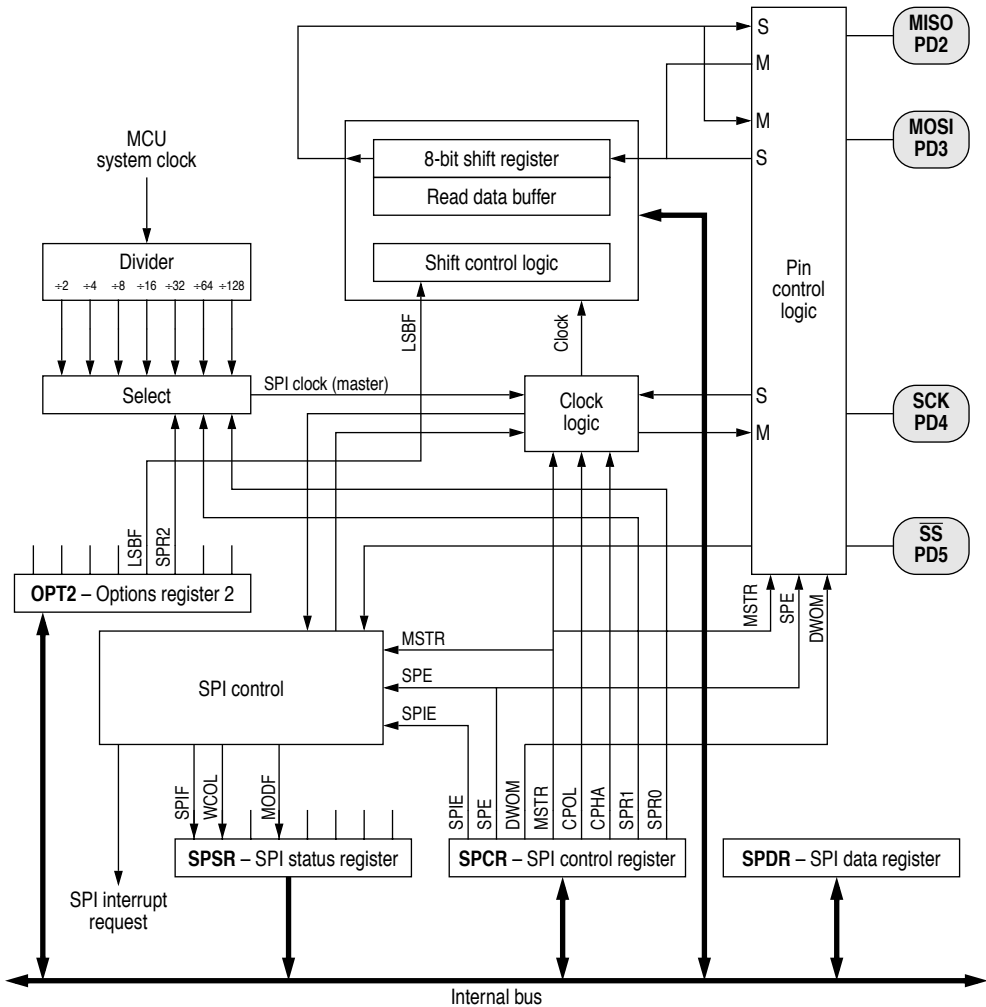 S
MISO
PD2
M
M
MOSI
PD3
S
MCU
system clock
8-bit shift register
Read data buffer
Divider
÷2 ÷4 ÷8 ÷16 ÷32 ÷64 ÷128
Shift control logic
Pin
control
logic
LSBF
Clock
Select
SPI clock (master)
Clock
logic
S
M
SCK
PD4
LSBF
SPR2
SS
PD5
OPT2 – Options register 2
MSTR
SPE
DWOM
SPI control
MSTR
SPE
SPIE
SPIF
WCOL
MODF
SPIE
SPE
DWOM
MSTR
CPOL
CPHA
SPR1
SPR0
SPSR – SPI status register
SPCR – SPI control register
SPDR – SPI data register
SPI interrupt
request
Internal bus